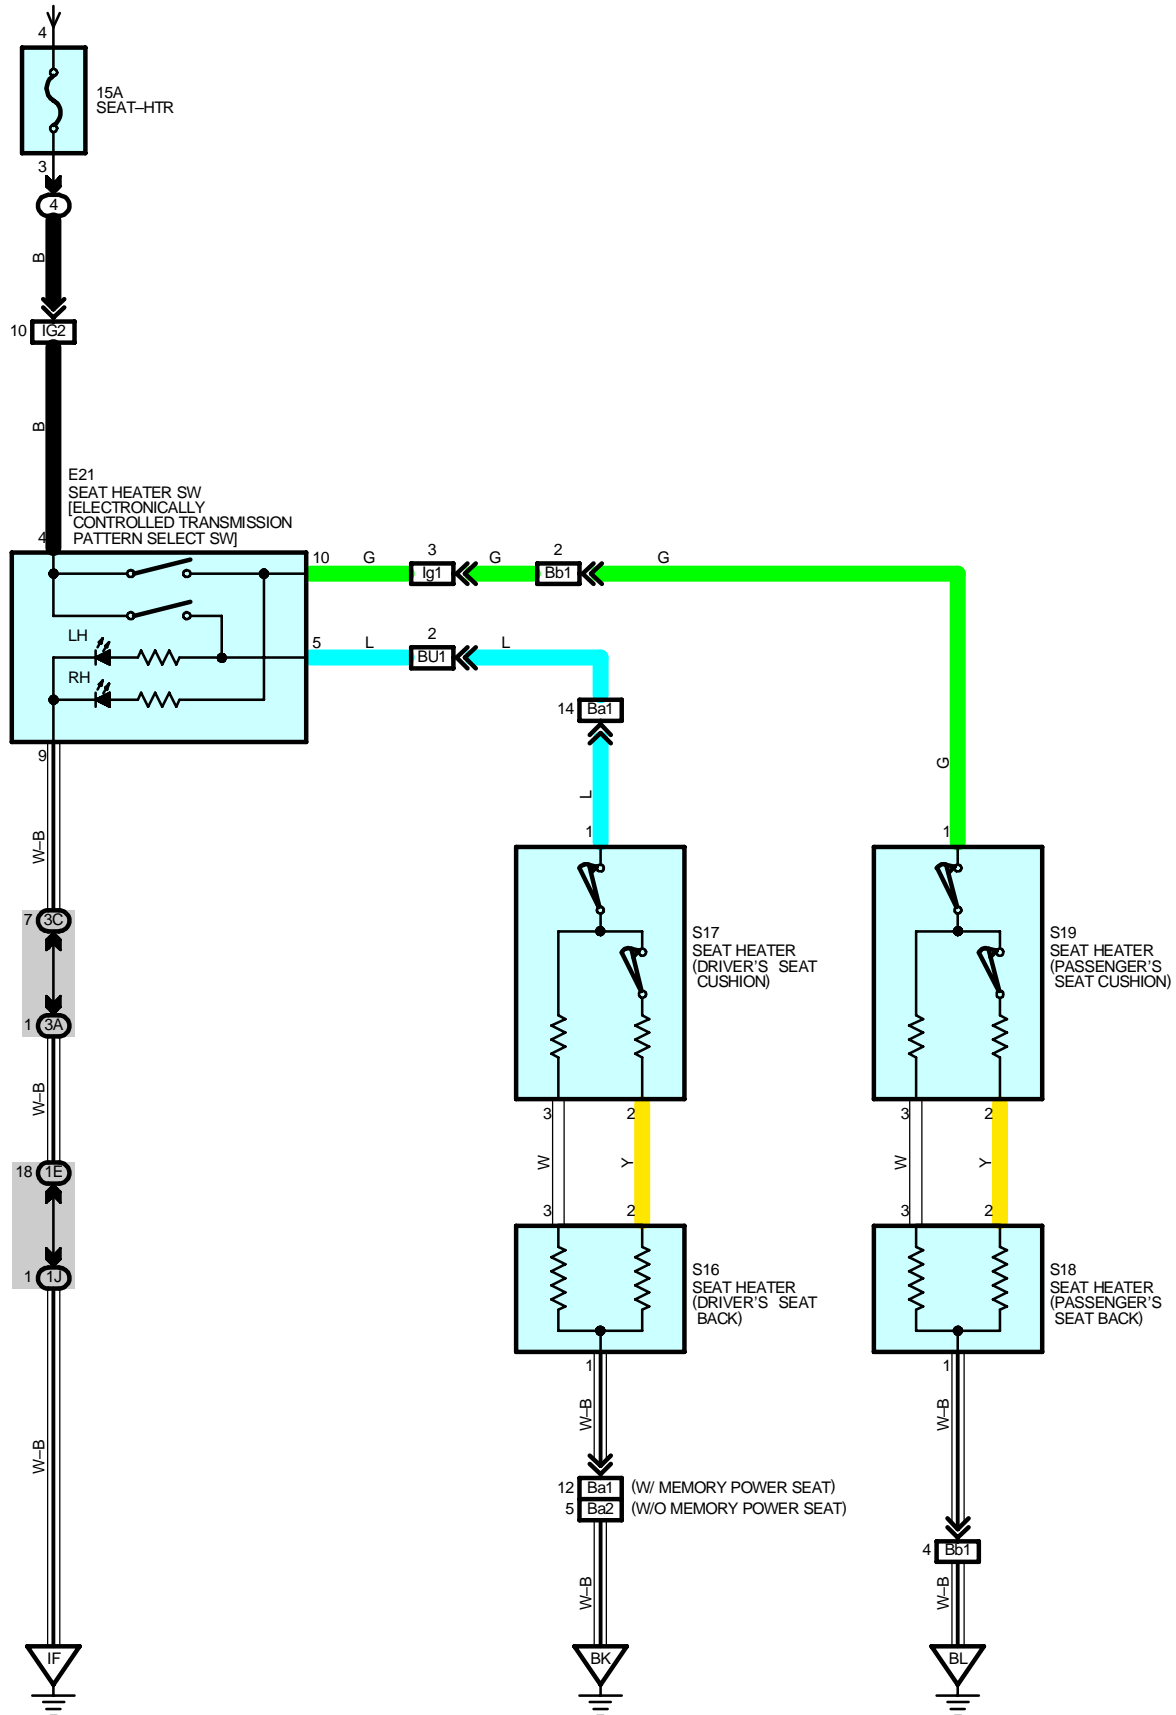 4
15A
SEAT–HTR
3
4
B
10 IG2
B
E21
SEAT HEATER SW
[ELECTRONICALLY
CONTROLLED TRANSMISSION
PATTERN SELECT SW]
4
10 G 3 G 2 G
Ig1 Bb1
LH
5 L 2 L
BU1
RH
14 Ba1
9
L
G
1
1
W–B
7 3C
S17
SEAT HEATER
(DRIVER'S SEAT
CUSHION)
S19
SEAT HEATER
(PASSENGER'S
SEAT CUSHION)
1 3A
W–B
3 2
3 2
18 1E
W Y
W Y
3 2
3 2
1 1J
S16
SEAT HEATER
(DRIVER'S SEAT
BACK)
S18
SEAT HEATER
(PASSENGER'S
SEAT BACK)
1
1
W–B
W–B
W–B
12 Ba1 (W/ MEMORY POWER SEAT)
5 Ba2 (W/O MEMORY POWER SEAT)
4 Bb1
W–B
W–B
IF
BK
BL